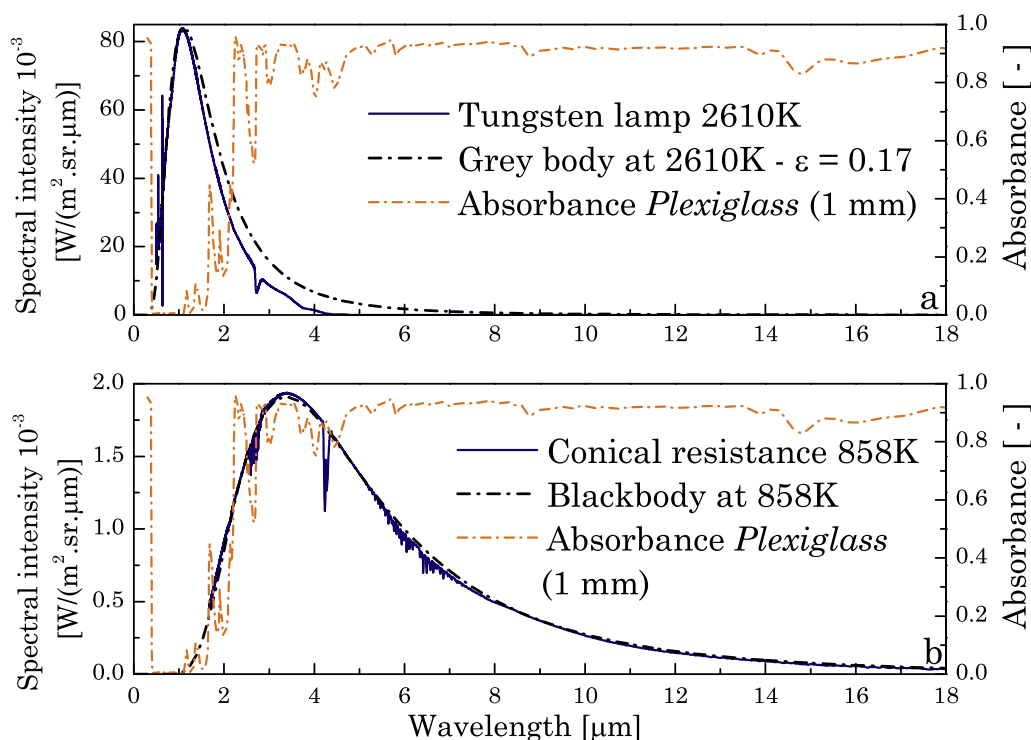 Spectral intensity 10⁻³
[W/(m².sr.µm)]
80
60
40
20
0
1.0
0.8
0.6
0.4
0.2
0.0
Absorbance [ - ]
Tungsten lamp 2610K
Grey body at 2610K - ε = 0.17
Absorbance Plexiglass (1 mm)
a
0 2 4 6 8 10 12 14 16 18
Spectral intensity 10⁻³
[W/(m².sr.µm)]
2.0
1.5
1.0
0.5
0.0
1.0
0.8
0.6
0.4
0.2
0.0
Absorbance [ - ]
Conical resistance 858K
Blackbody at 858K
Absorbance Plexiglass
(1 mm)
b
0 2 4 6 8 10 12 14 16 18
Wavelength [µm]